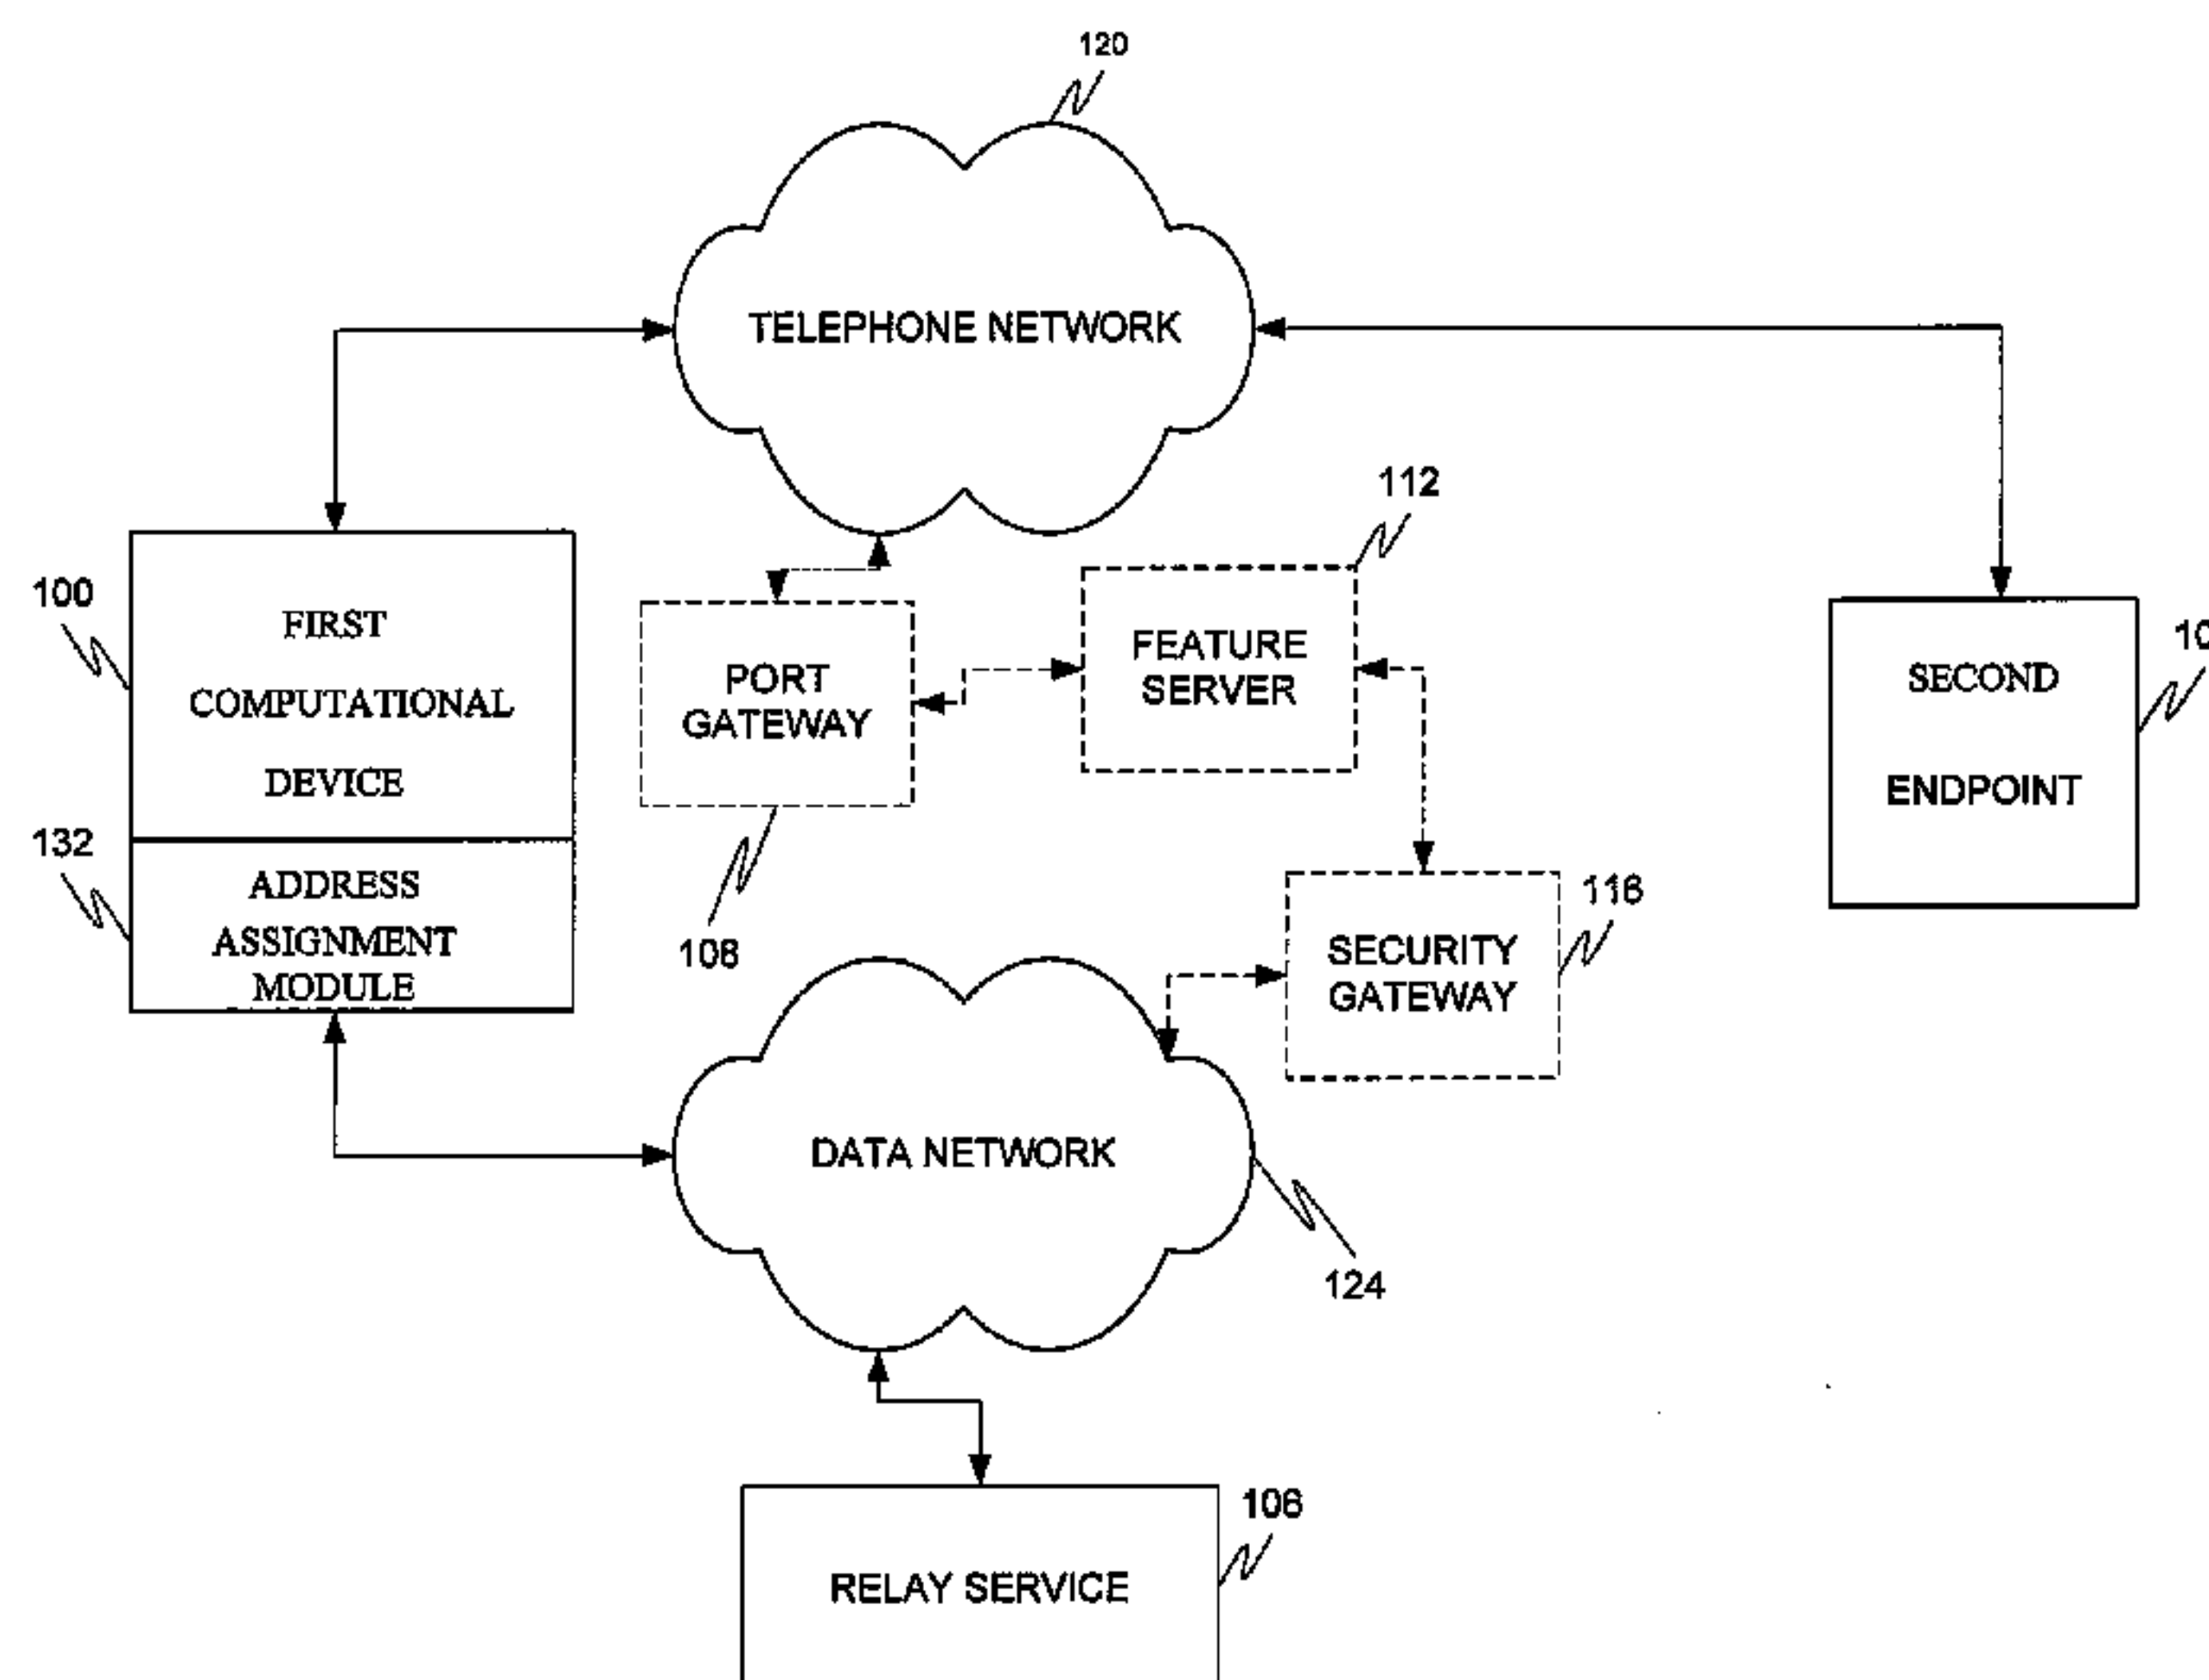 120
TELEPHONE NETWORK
112
100
FIRST
COMPUTATIONAL
DEVICE
PORT
GATEWAY
FEATURE
SERVER
SECOND
ENDPOINT
132
ADDRESS
ASSIGNMENT
MODULE
108
116
SECURITY
GATEWAY
DATA NETWORK
124
106
RELAY SERVICE